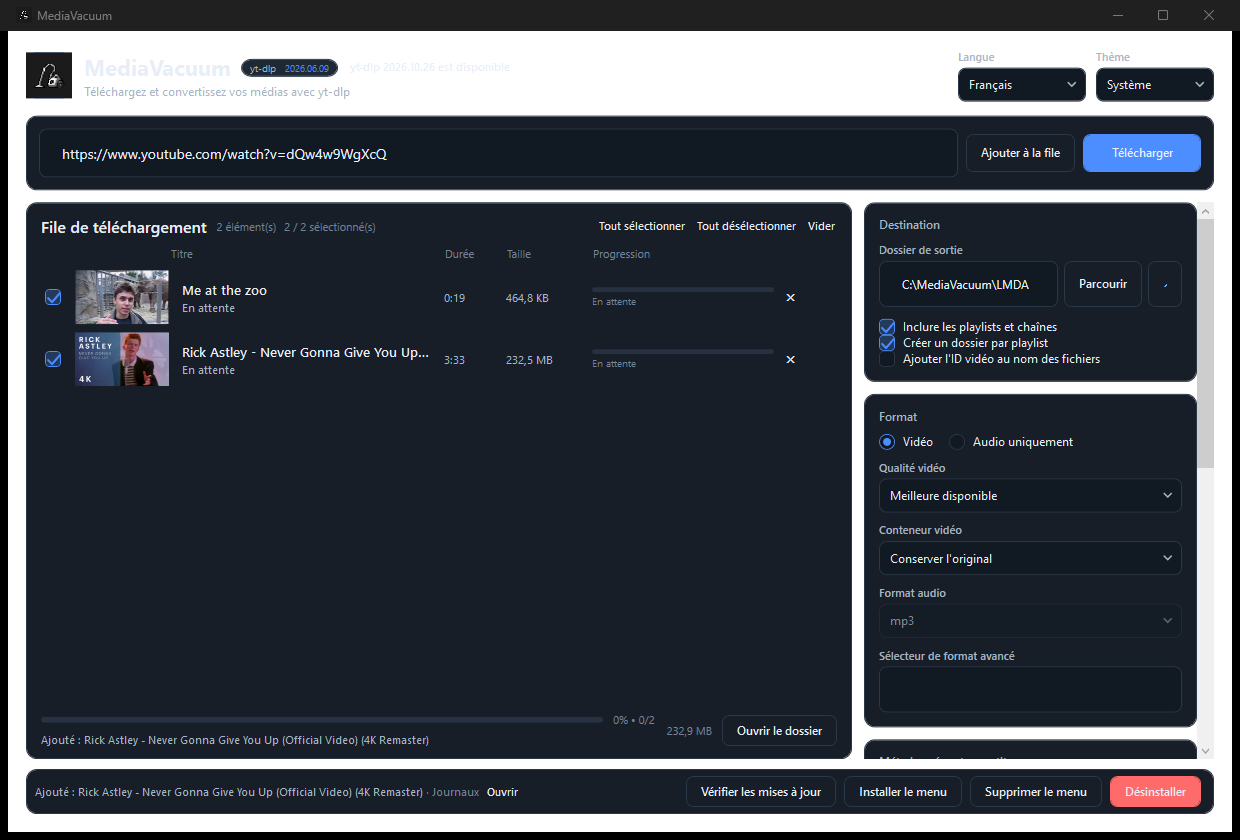 MediaVacuum
MediaVacuum yt-dlp 2026.06.09 yt-dlp 2026.10.26 est disponible
Téléchargez et convertissez vos médias avec yt-dlp
Langue Thème
Français Système
https://www.youtube.com/watch?v=dQw4w9WgXcQ Ajouter à la file Télécharger
File de téléchargement 2 élément(s) 2 / 2 sélectionné(s) Tout sélectionner Tout désélectionner Vider
Titre Durée Taille Progression
Me at the zoo
En attente
0:19 464,8 KB En attente ×
RICK
ASTLEY
NEVER GONNA
GIVE YOU UP
4K
Rick Astley - Never Gonna Give You Up...
En attente
3:33 232,5 MB En attente ×
0% • 0/2
232,9 MB
Ouvrir le dossier
Ajouté : Rick Astley - Never Gonna Give You Up (Official Video) (4K Remaster)
Destination
Dossier de sortie
C:\MediaVacuum\LMDA Parcourir
Inclure les playlists et chaînes
Créer un dossier par playlist
Ajouter l'ID vidéo au nom des fichiers
Format
Vidéo Audio uniquement
Qualité vidéo
Meilleure disponible
Conteneur vidéo
Conserver l'original
Format audio
mp3
Sélecteur de format avancé
Ajouté : Rick Astley - Never Gonna Give You Up (Official Video) (4K Remaster) · Journaux Ouvrir
Vérifier les mises à jour Installer le menu Supprimer le menu Désinstaller